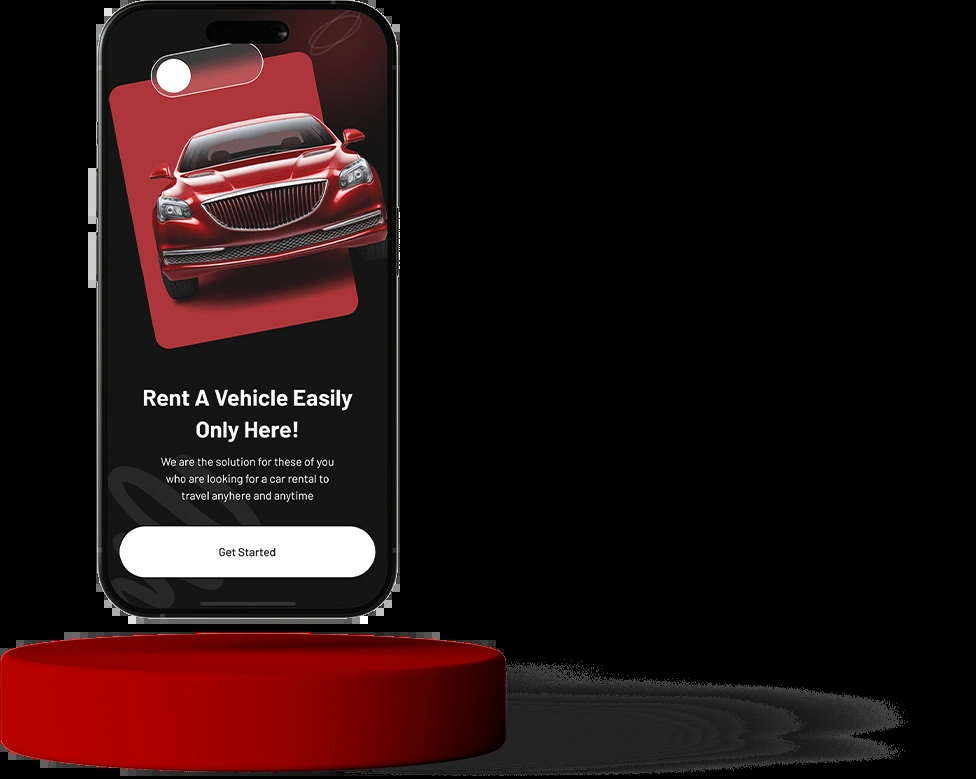 Rent A Vehicle Easily
Only Here!
We are the solution for these of you
who are looking for a car rental to
travel anyhere and anytime
Get Started